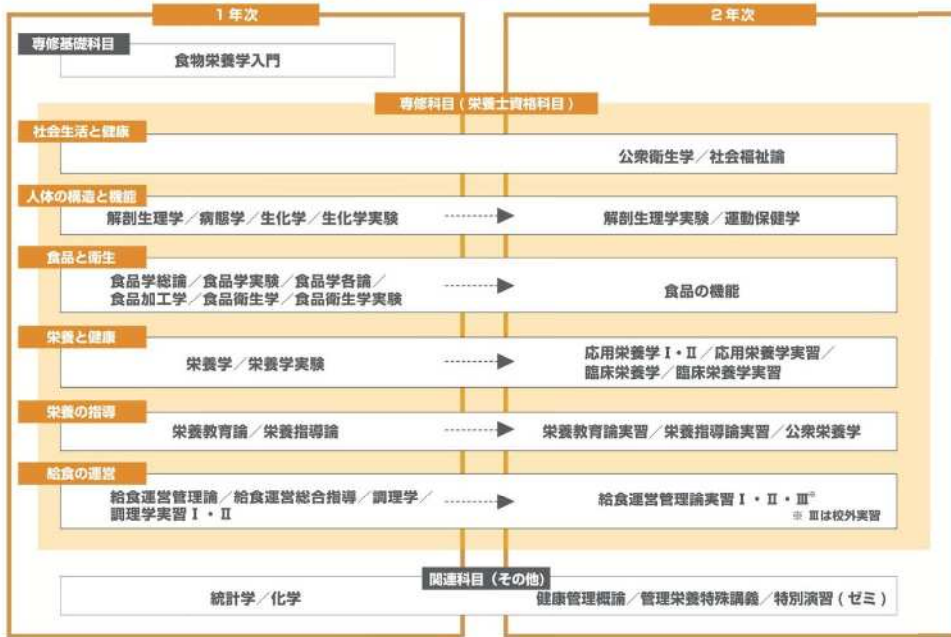 1年次
2年次
専修基礎科目
食物栄養学入門
専修科目(栄養士資格科目)
社会生活と健康
公衆衛生学／社会福祉論
人体の構造と機能
解剖生理学／病態学／生化学／生化学実験
解剖生理学実験／運動保健学
食品と衛生
食品学総論／食品学実験／食品学各論／
食品加工学／食品衛生学／食品衛生学実験
食品の機能
栄養と健康
栄養学／栄養学実験
応用栄養学Ⅰ・Ⅱ／応用栄養学実習／
臨床栄養学／臨床栄養学実習
栄養の指導
栄養教育論／栄養指導論
栄養教育論実習／栄養指導論実習／公衆栄養学
給食の運営
給食運営管理論／給食運営総合指導／調理学／
調理学実習Ⅰ・Ⅱ
給食運営管理論実習Ⅰ・Ⅱ・Ⅲ※
※ Ⅲは校外実習
関連科目（その他）
統計学／化学
健康管理概論／管理栄養特殊講義／特別演習(ゼミ)